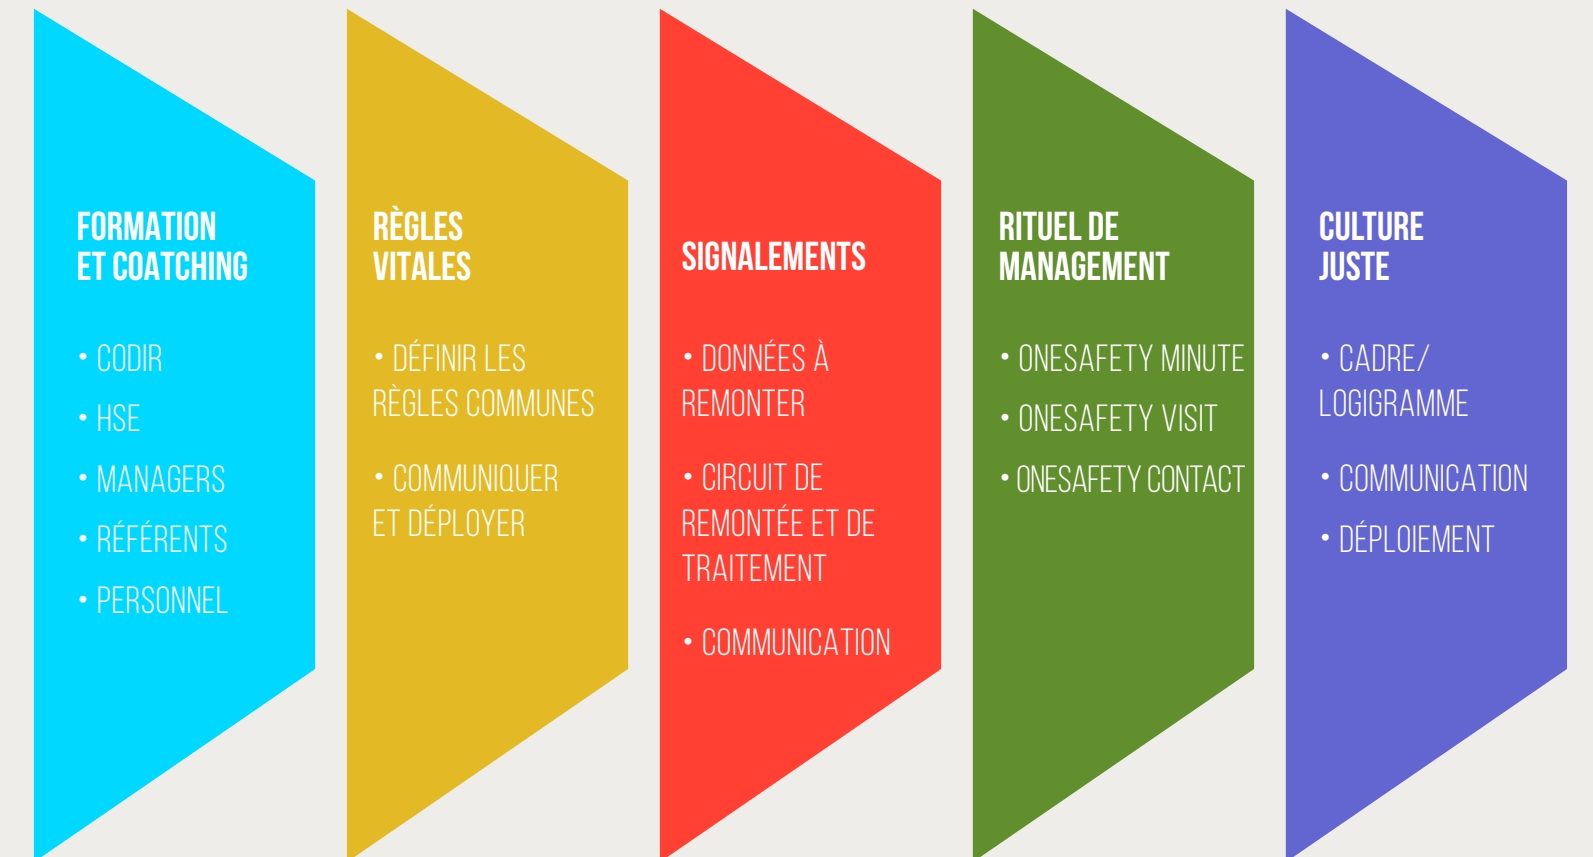 FORMATION
ET COATCHING
• CODIR
• HSE
• MANAGERS
• RÉFÉRENTS
• PERSONNEL
RÈGLES
VITALES
• DÉFINIR LES
RÈGLES COMMUNES
• COMMUNIQUER
ET DÉPLOYER
SIGNALEMENTS
• DONNÉES À
REMONTER
• CIRCUIT DE
REMONTÉE ET DE
TRAITEMENT
• COMMUNICATION
RITUEL DE
MANAGEMENT
• ONESAFETY MINUTE
• ONESAFETY VISIT
• ONESAFETY CONTACT
CULTURE
JUSTE
• CADRE/
LOGIGRAMME
• COMMUNICATION
• DÉPLOIEMENT